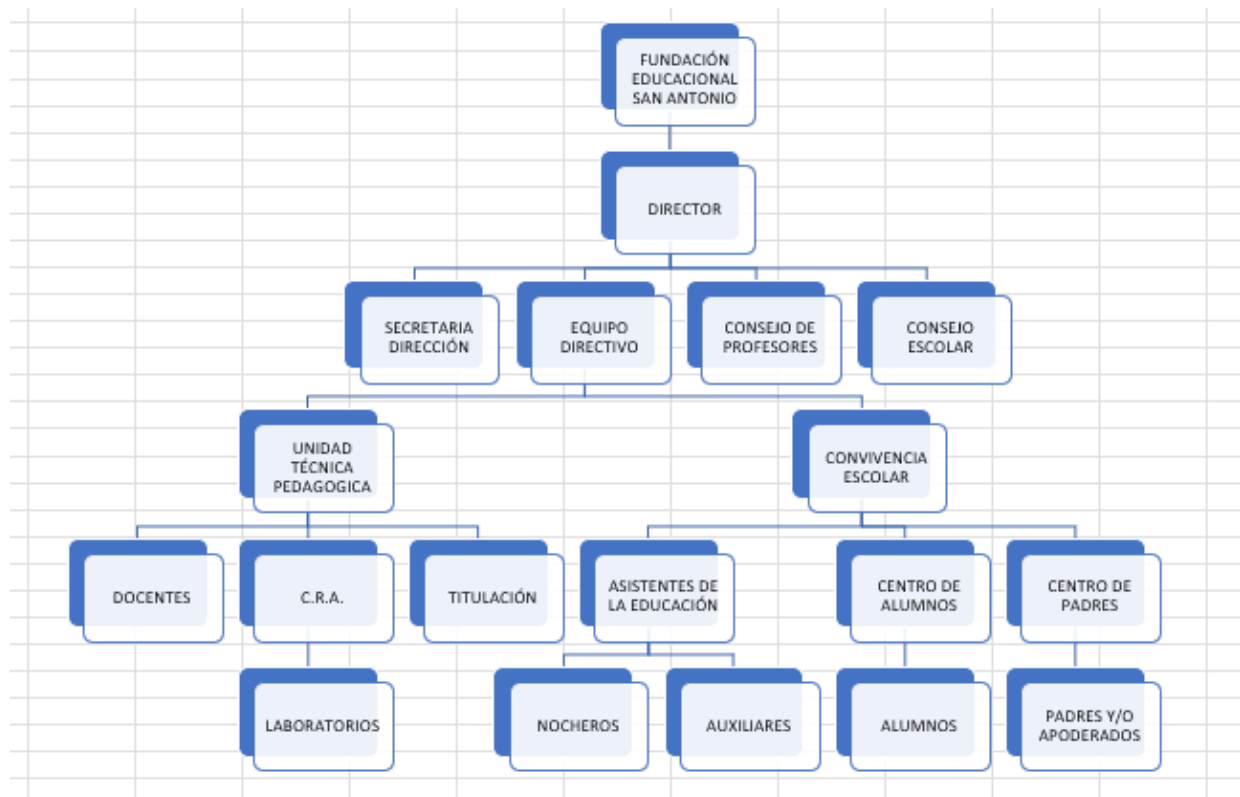 FUNDACIÓN
EDUCACIONAL
SAN ANTONIO
DIRECTOR
SECRETARIA
DIRECCIÓN
EQUIPO
DIRECTIVO
CONSEJO DE
PROFESORES
CONSEJO
ESCOLAR
UNIDAD
TÉCNICA
PEDAGOGICA
CONVIVENCIA
ESCOLAR
DOCENTES
C.R.A.
TITULACIÓN
ASISTENTES DE
LA EDUCACIÓN
CENTRO DE
ALUMNOS
CENTRO DE
PADRES
LABORATORIOS
NOCHEROS
AUXILIARES
ALUMNOS
PADRES Y/O
APODERADOS